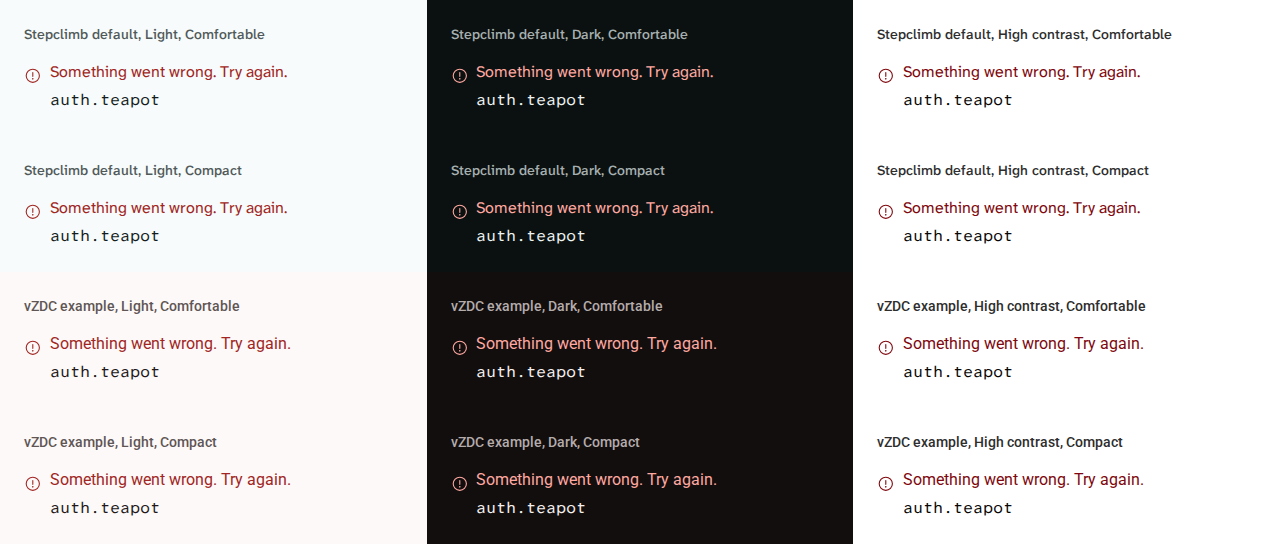 Stepclimb default, Light, Comfortable
Something went wrong. Try again.
auth.teapot
Stepclimb default, Dark, Comfortable
Something went wrong. Try again.
auth.teapot
Stepclimb default, High contrast, Comfortable
Something went wrong. Try again.
auth.teapot
Stepclimb default, Light, Compact
Something went wrong. Try again.
auth.teapot
Stepclimb default, Dark, Compact
Something went wrong. Try again.
auth.teapot
Stepclimb default, High contrast, Compact
Something went wrong. Try again.
auth.teapot
vZDC example, Light, Comfortable
Something went wrong. Try again.
auth.teapot
vZDC example, Dark, Comfortable
Something went wrong. Try again.
auth.teapot
vZDC example, High contrast, Comfortable
Something went wrong. Try again.
auth.teapot
vZDC example, Light, Compact
Something went wrong. Try again.
auth.teapot
vZDC example, Dark, Compact
Something went wrong. Try again.
auth.teapot
vZDC example, High contrast, Compact
Something went wrong. Try again.
auth.teapot